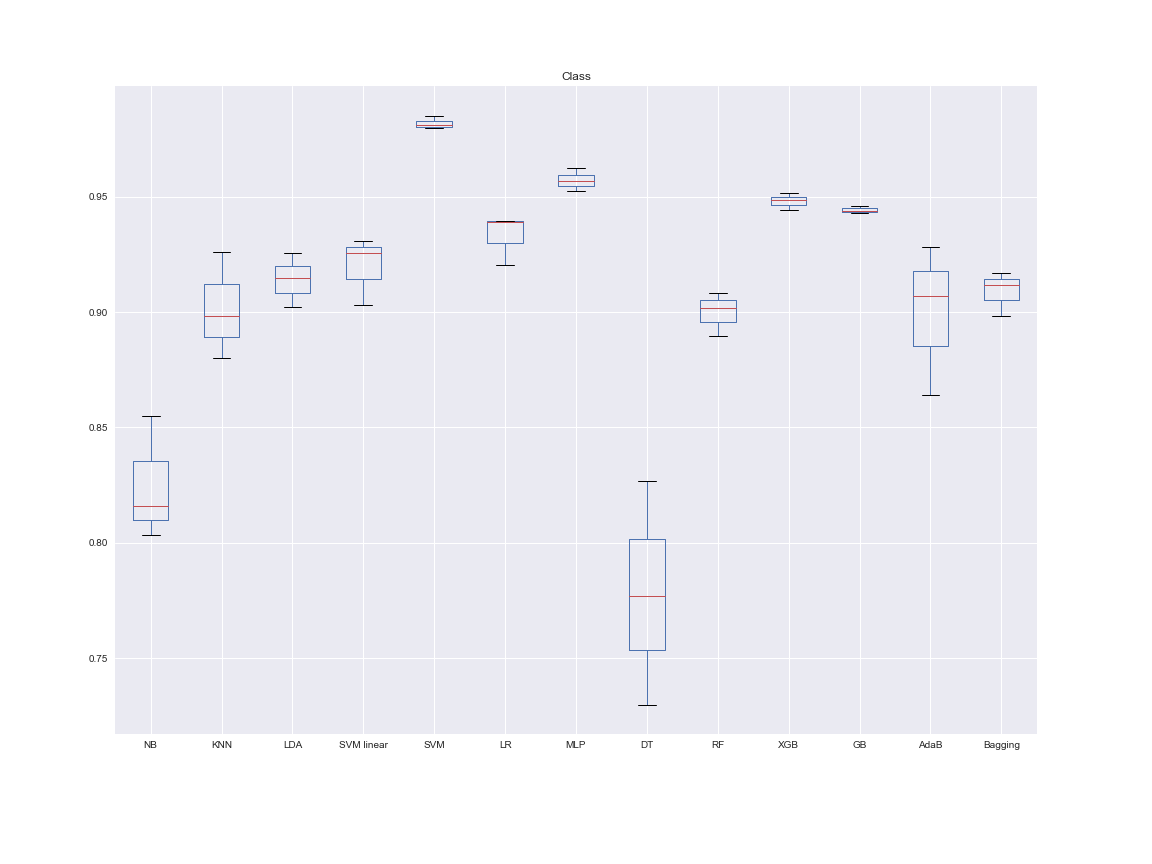 Class
0.95
0.90
0.85
0.80
0.75
NB KNN LDA SVM linear SVM LR MLP DT RF XGB GB AdaB Bagging